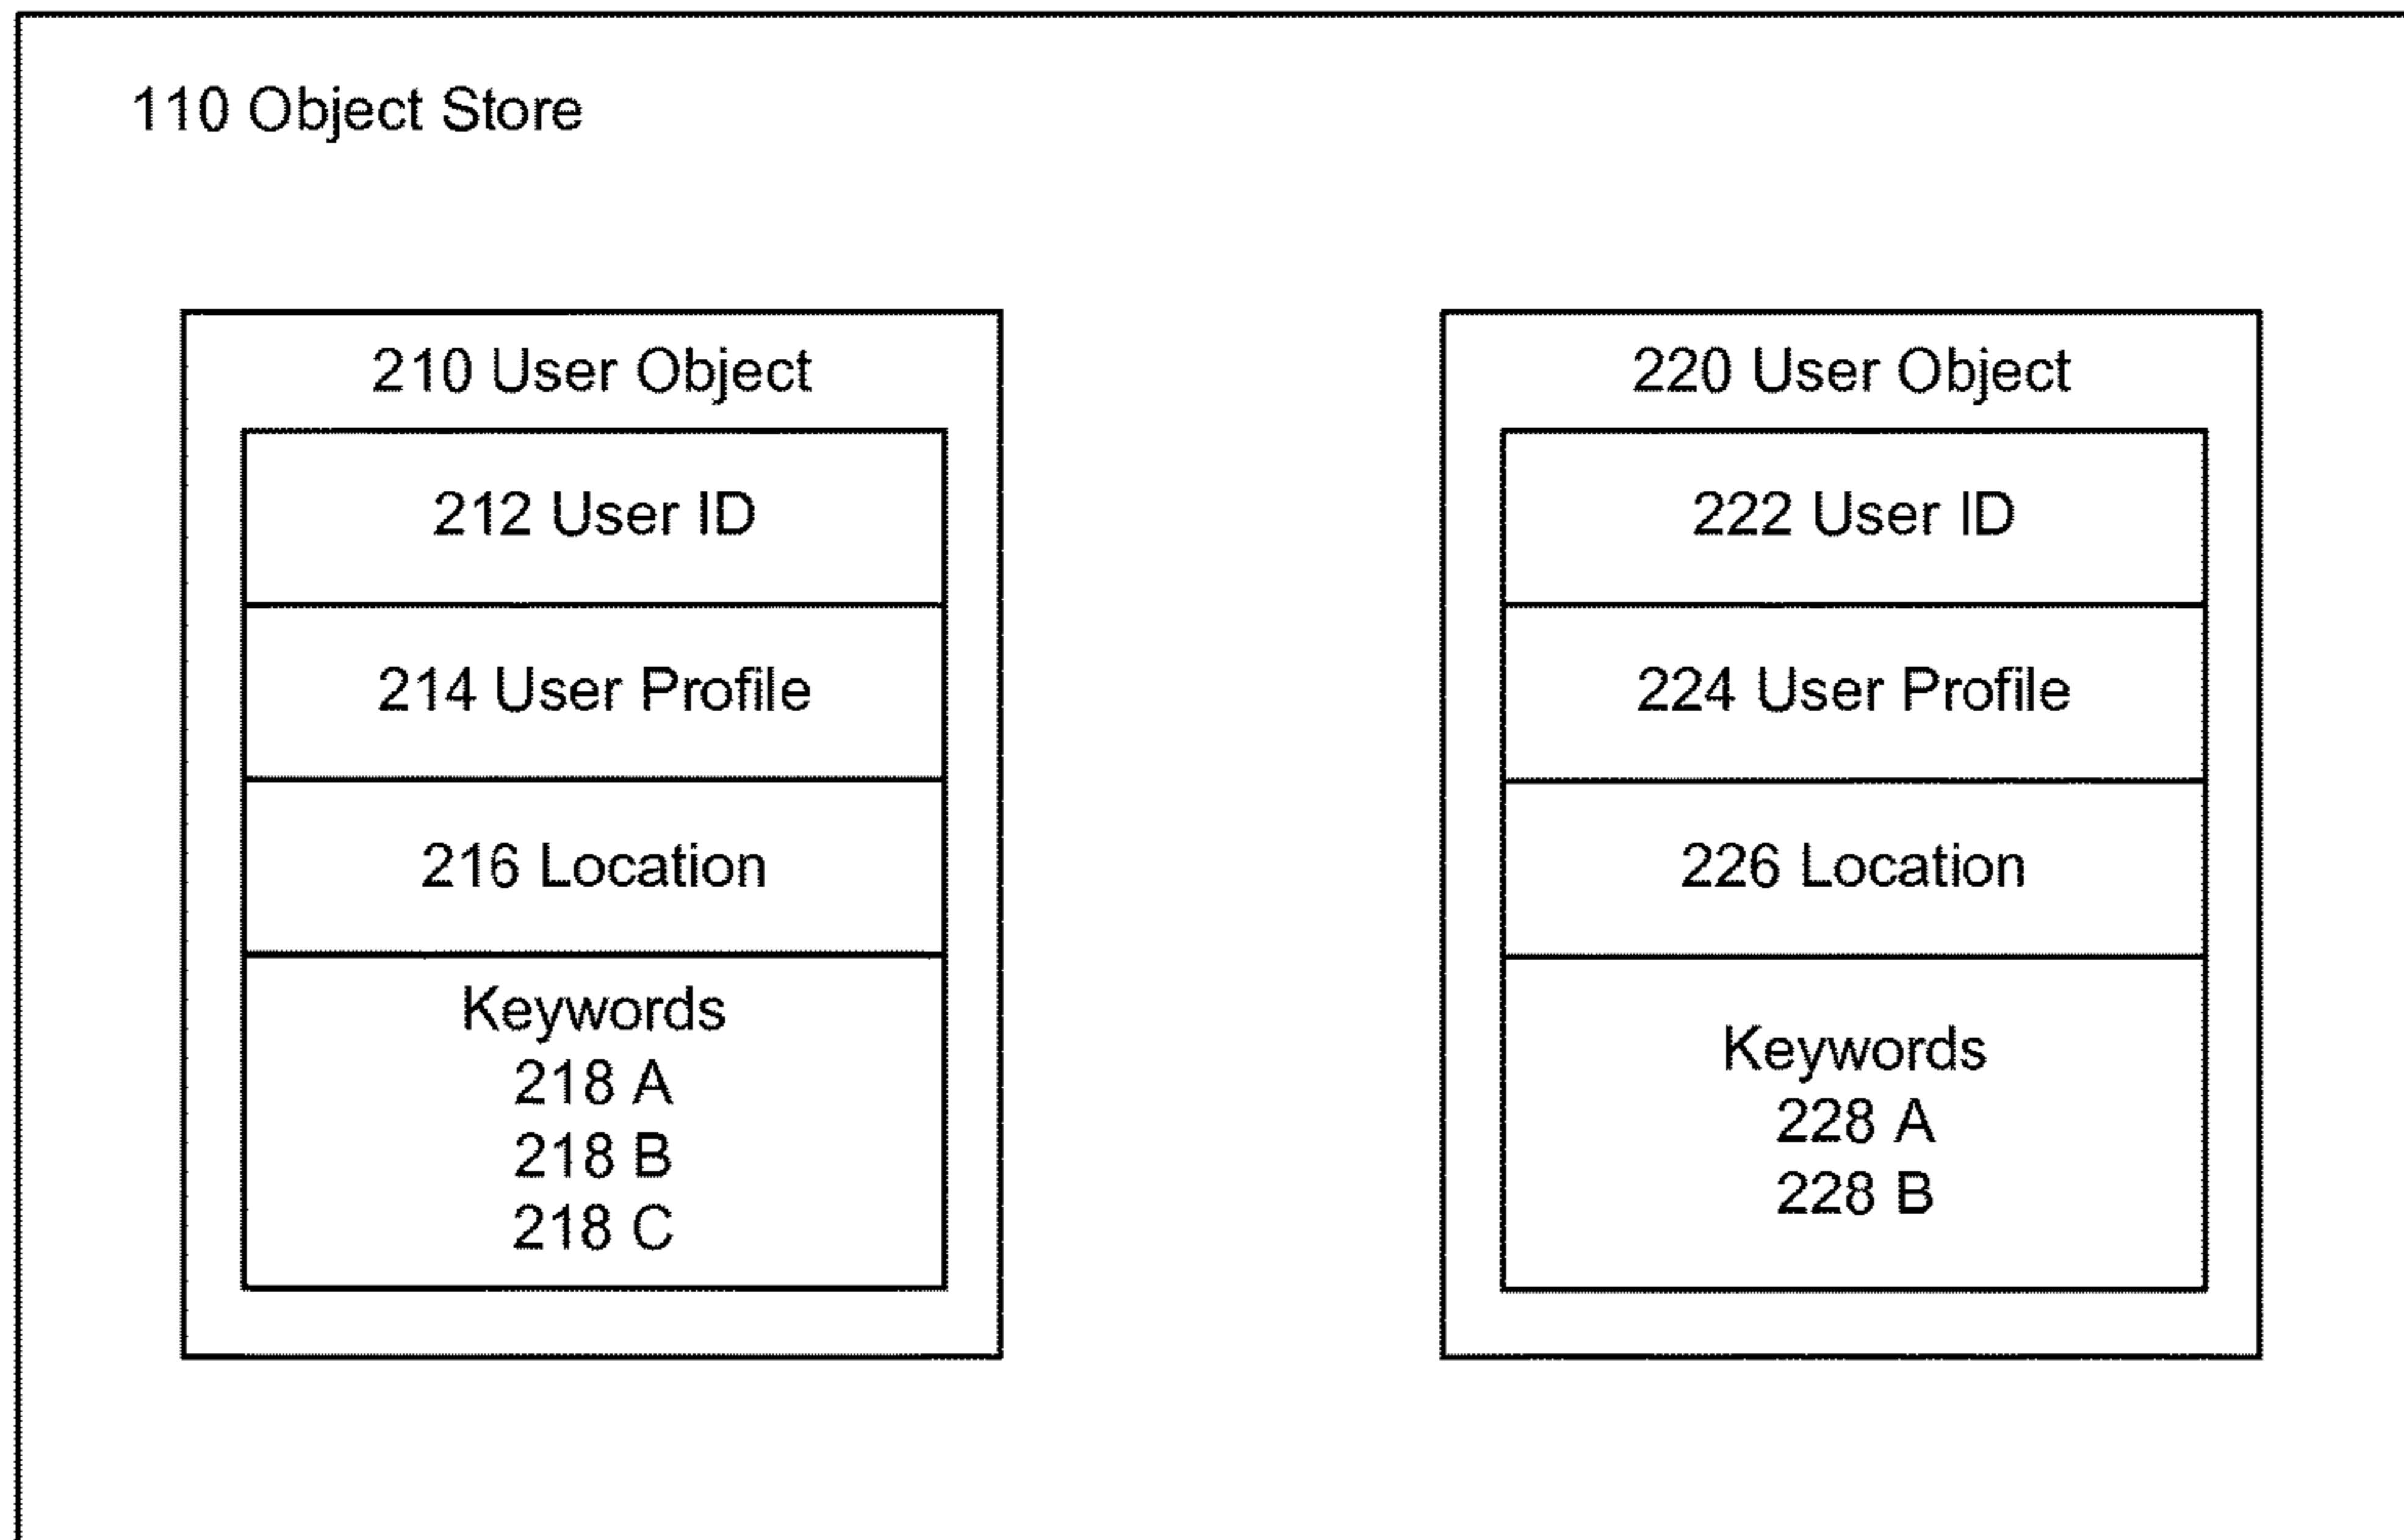 110 Object Store
210 User Object
212 User ID
214 User Profile
216 Location
Keywords
218 A
218 B
218 C
220 User Object
222 User ID
224 User Profile
226 Location
Keywords
228 A
228 B